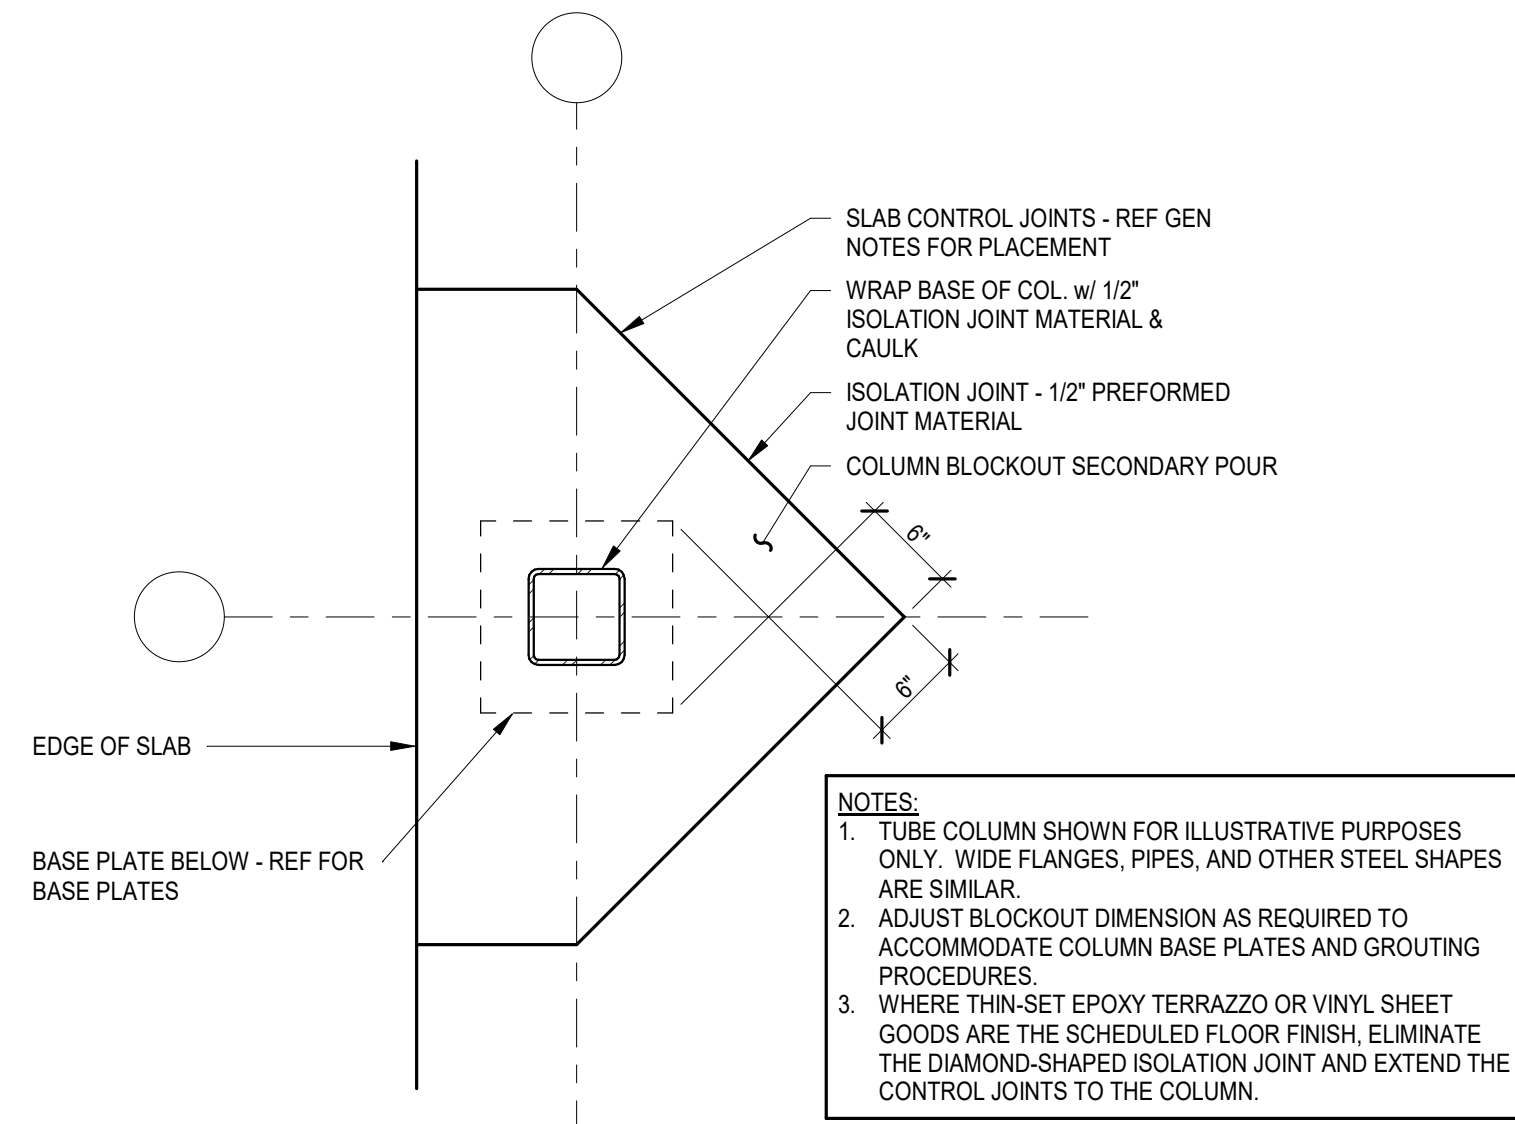 SLAB CONTROL JOINTS - REF GEN
NOTES FOR PLACEMENT
WRAP BASE OF COL. w/ 1/2"
ISOLATION JOINT MATERIAL &
CAULK
ISOLATION JOINT - 1/2" PREFORMED
JOINT MATERIAL
COLUMN BLOCKOUT SECONDARY POUR
6"
6"
EDGE OF SLAB
BASE PLATE BELOW - REF FOR
BASE PLATES
NOTES:
1. TUBE COLUMN SHOWN FOR ILLUSTRATIVE PURPOSES
ONLY. WIDE FLANGES, PIPES, AND OTHER STEEL SHAPES
ARE SIMILAR.
2. ADJUST BLOCKOUT DIMENSION AS REQUIRED TO
ACCOMMODATE COLUMN BASE PLATES AND GROUTING
PROCEDURES.
3. WHERE THIN-SET EPOXY TERRAZZO OR VINYL SHEET
GOODS ARE THE SCHEDULED FLOOR FINISH, ELIMINATE
THE DIAMOND-SHAPED ISOLATION JOINT AND EXTEND THE
CONTROL JOINTS TO THE COLUMN.